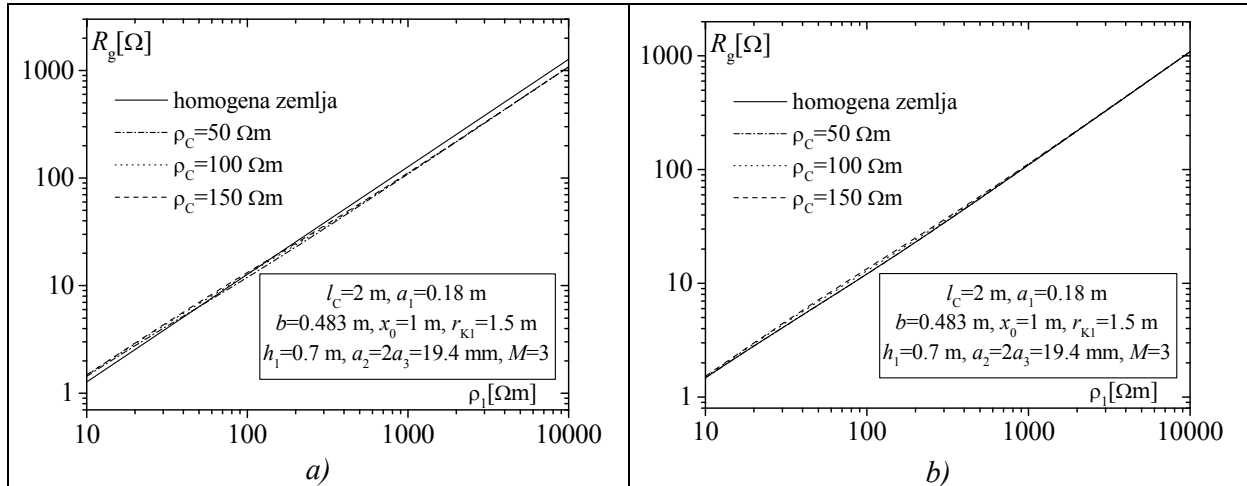 R_g[Ω]
1000
100
10
1
homogena zemlja
ρ_C=50 Ωm
ρ_C=100 Ωm
ρ_C=150 Ωm
l_C=2 m, a_1=0.18 m
b=0.483 m, x_0=1 m, r_K1=1.5 m
h_1=0.7 m, a_2=2a_3=19.4 mm, M=3
ρ_1[Ωm]
10 100 1000 10000
a)
R_g[Ω]
1000
100
10
1
homogena zemlja
ρ_C=50 Ωm
ρ_C=100 Ωm
ρ_C=150 Ωm
l_C=2 m, a_1=0.18 m
b=0.483 m, x_0=1 m, r_K1=1.5 m
h_1=0.7 m, a_2=2a_3=19.4 mm, M=3
ρ_1[Ωm]
10 100 1000 10000
b)